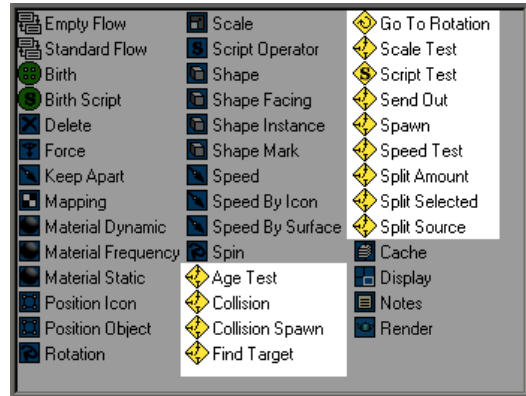 Empty Flow
Standard Flow
Birth
Birth Script
Delete
Force
Keep Apart
Mapping
Material Dynamic
Material Frequency
Material Static
Position Icon
Position Object
Rotation
Scale
Script Operator
Shape
Shape Facing
Shape Instance
Shape Mark
Speed
Speed By Icon
Speed By Surface
Spin
Age Test
Collision
Collision Spawn
Find Target
Go To Rotation
Scale Test
Script Test
Send Out
Spawn
Speed Test
Split Amount
Split Selected
Split Source
Cache
Display
Notes
Render